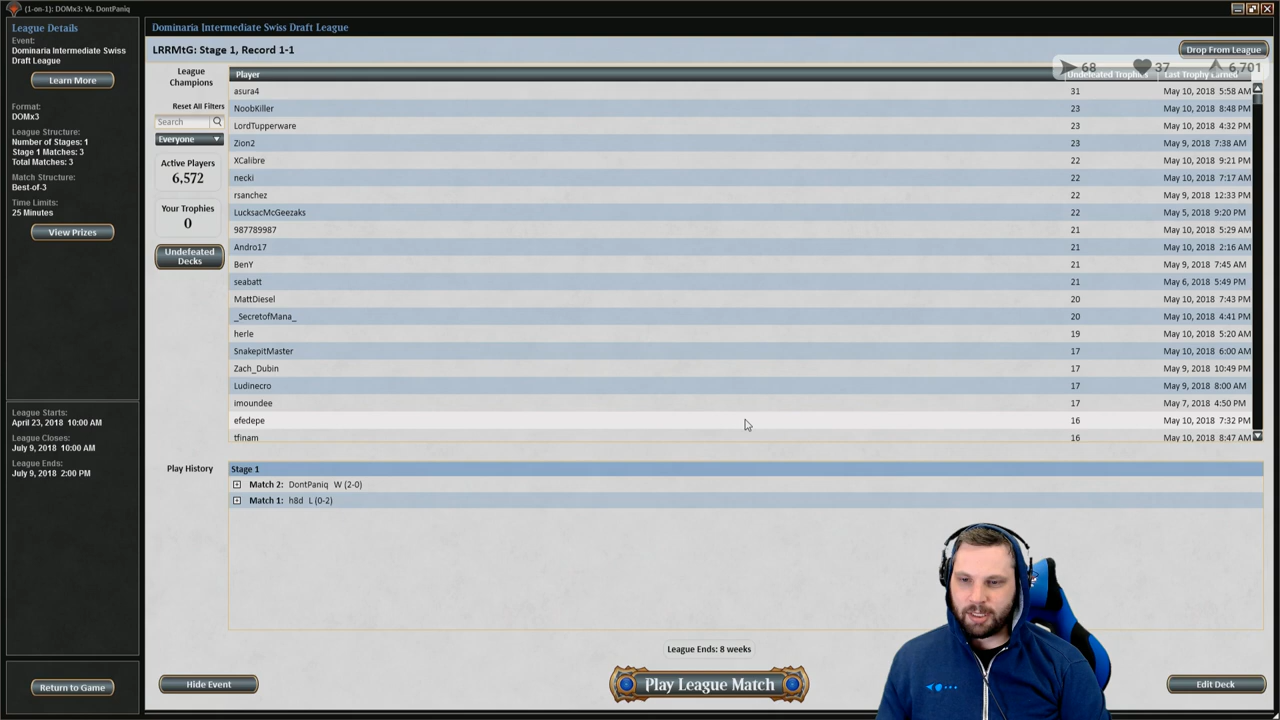 (1-on-1): DOMx3: Vs. DontPaniq
League Details
Event:
Dominaria Intermediate Swiss
Draft League
Learn More
Format:
DOMx3
League Structure:
Number of Stages: 1
Stage 1 Matches: 3
Total Matches: 3
Match Structure:
Best-of-3
Time Limits:
25 Minutes
View Prizes
League Starts:
April 23, 2018 10:00 AM
League Closes:
July 9, 2018 10:00 AM
League Ends:
July 9, 2018 2:00 PM
Return to Game
Dominaria Intermediate Swiss Draft League
LRRMtG: Stage 1, Record 1-1
Drop From League
68 37 6,701
League
Champions
Reset All Filters
Search
Everyone
Active Players
6,572
Your Trophies
0
Undefeated
Decks
Player Undefeated Trophies Last Trophy Earned
asura4 31 May 10, 2018 5:58 AM
NoobKiller 23 May 10, 2018 8:48 PM
LordTupperware 23 May 10, 2018 4:32 PM
Zion2 23 May 9, 2018 7:38 AM
XCalibre 22 May 10, 2018 9:21 PM
necki 22 May 10, 2018 7:17 AM
rsanchez 22 May 9, 2018 12:33 PM
LucksacMcGeezaks 22 May 5, 2018 9:20 PM
987789987 21 May 10, 2018 5:29 AM
Andro17 21 May 10, 2018 2:16 AM
BenY 21 May 9, 2018 7:45 AM
seabatt 21 May 6, 2018 5:49 PM
MattDiesel 20 May 10, 2018 7:43 PM
_SecretofMana_ 20 May 10, 2018 4:41 PM
herle 19 May 10, 2018 5:20 AM
SnakepitMaster 17 May 10, 2018 6:00 AM
Zach_Dubin 17 May 9, 2018 10:49 PM
Ludinecro 17 May 9, 2018 8:00 AM
imoundee 17 May 7, 2018 4:50 PM
efedepe 16 May 10, 2018 7:32 PM
tfinam 16 May 10, 2018 8:47 AM
Play History
Stage 1
Match 2: DontPaniq W (2-0)
Match 1: h8d L (0-2)
League Ends: 8 weeks
Hide Event
Play League Match
Edit Deck